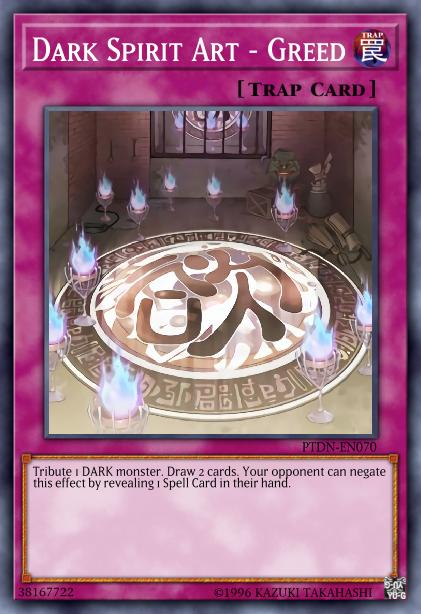 DARK SPIRIT ART - GREED
TRAP
罠
[TRAP CARD]
PTDN-EN070
Tribute 1 DARK monster. Draw 2 cards. Your opponent can negate
this effect by revealing 1 Spell Card in their hand.
38167722
©1996 KAZUKI TAKAHASHI